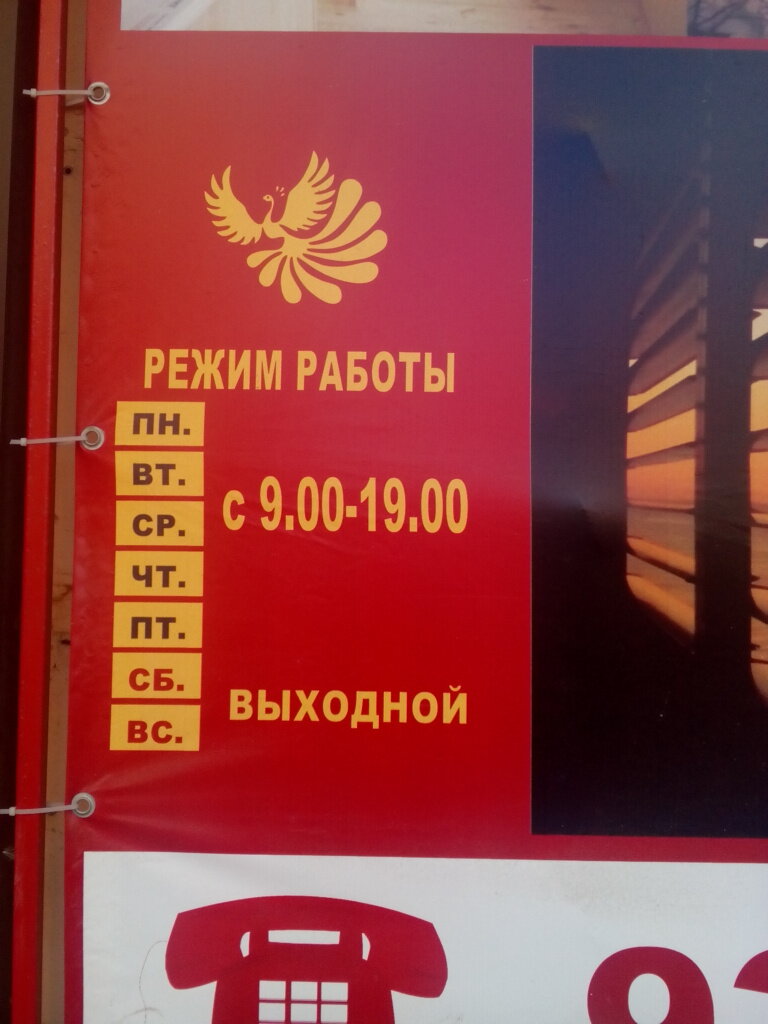 РЕЖИМ РАБОТЫ
ПН.
ВТ.
с 9.00-19.00
СР.
ЧТ.
ПТ.
СБ.
ВЫХОДНОЙ
ВС.